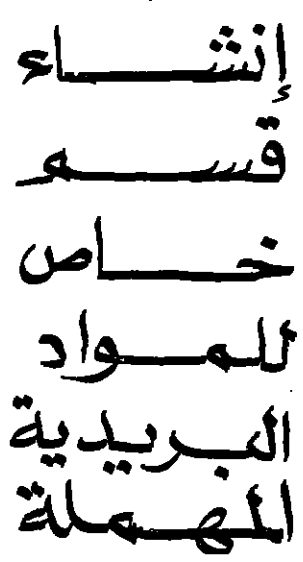 إنشاء
قسم
خاص
للمواد
البريدية
المهملة